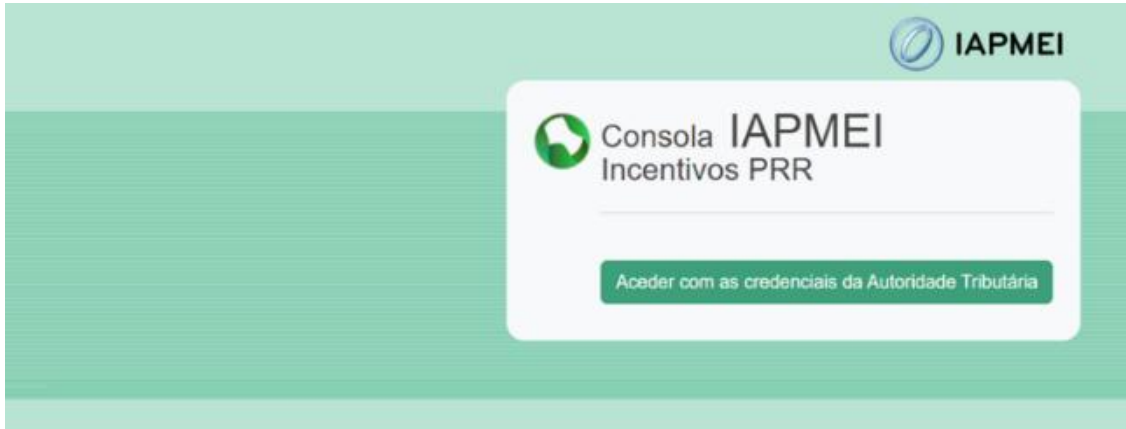 IAPMEI
Consola IAPMEI
Incentivos PRR
Aceder com as credenciais da Autoridade Tributária